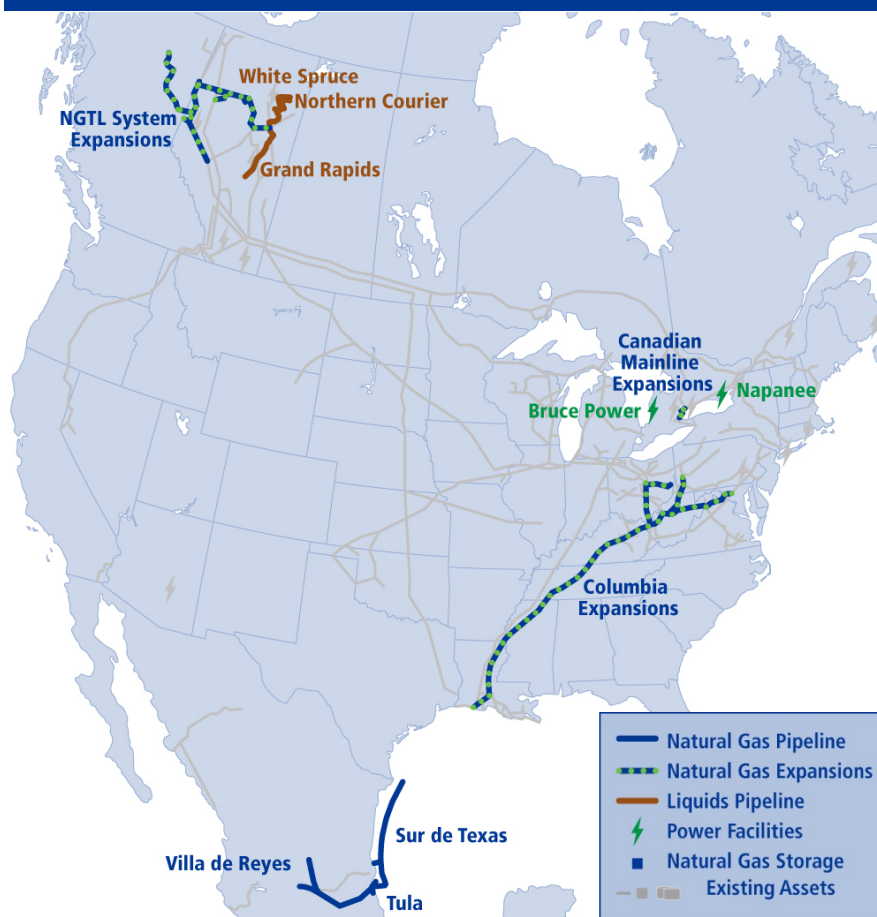 White Spruce
Northern Courier
NGTL System
Expansions
Grand Rapids
Canadian
Mainline
Expansions
Napanee
Bruce Power
Columbia
Expansions
Natural Gas Pipeline
Natural Gas Expansions
Liquids Pipeline
Power Facilities
Natural Gas Storage
Existing Assets
Sur de Texas
Villa de Reyes
Tula